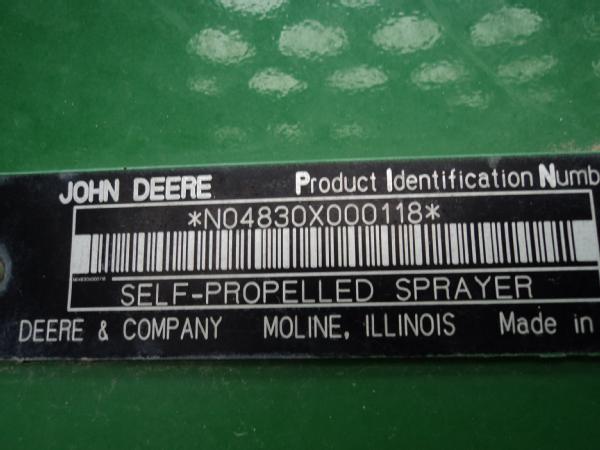 JOHN DEERE Product Identification Numb
*N04830X000118*
SELF-PROPELLED SPRAYER
DEERE & COMPANY MOLINE, ILLINOIS Made in